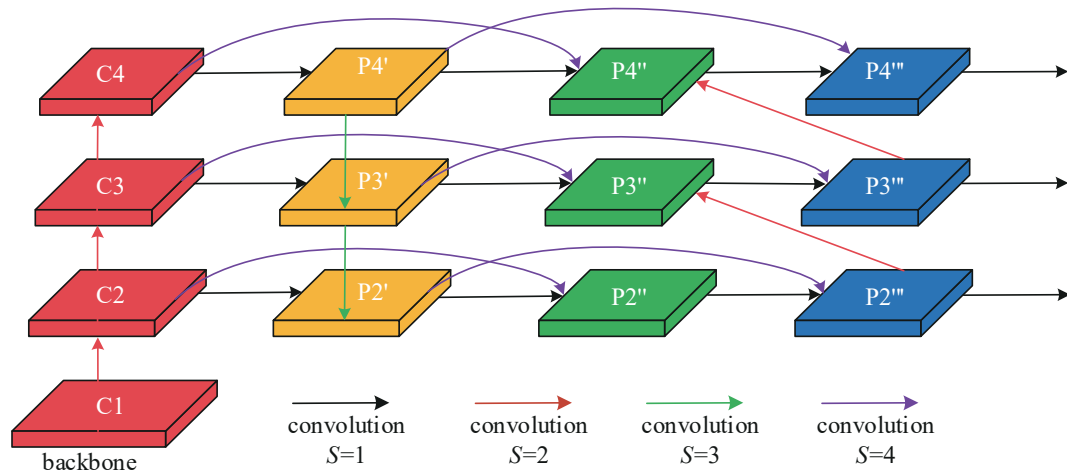 C4 P4' P4'' P4'''
C3 P3' P3'' P3'''
C2 P2' P2'' P2'''
C1
backbone
convolution S=1
convolution S=2
convolution S=3
convolution S=4